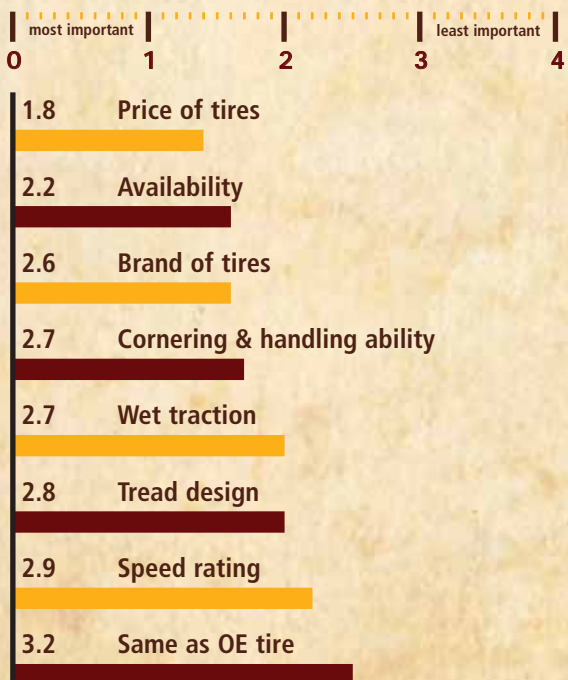 most important least important
0 1 2 3 4
1.8 Price of tires
2.2 Availability
2.6 Brand of tires
2.7 Cornering & handling ability
2.7 Wet traction
2.8 Tread design
2.9 Speed rating
3.2 Same as OE tire